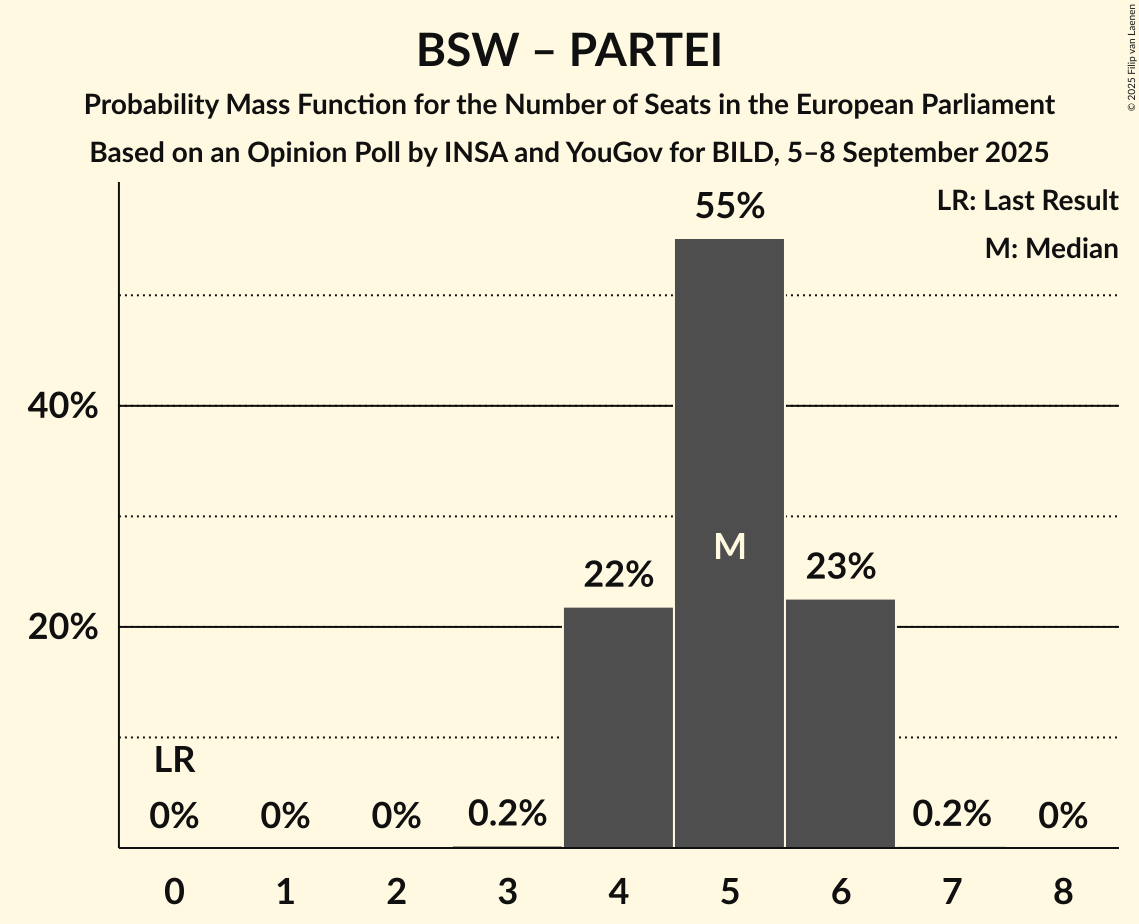 BSW – PARTEI
Probability Mass Function for the Number of Seats in the European Parliament
Based on an Opinion Poll by INSA and YouGov for BILD, 5–8 September 2025
© 2025 Filip van Laenen
LR: Last Result
M: Median
55%
40%
M
22%
23%
20%
LR
0%
0%
0%
0.2%
0.2%
0%
0
1
2
3
4
5
6
7
8